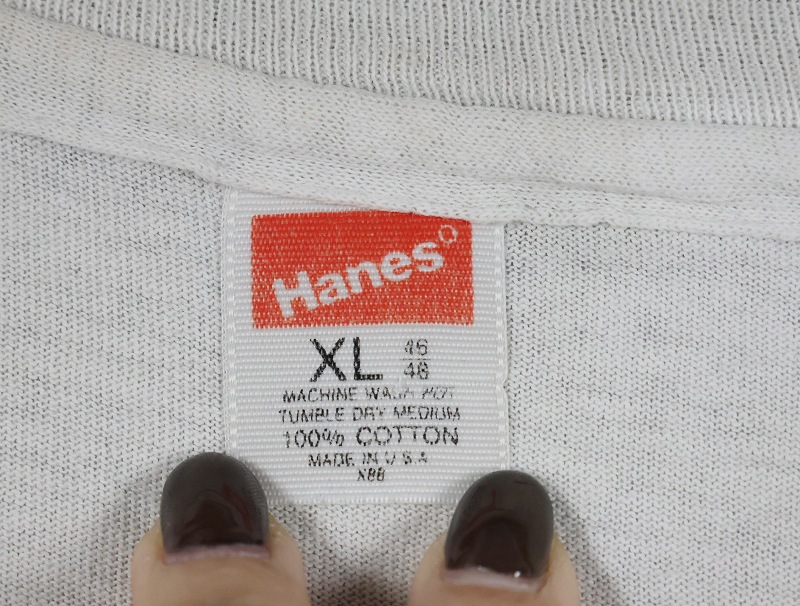 Hanes
XL 46
48
MACHINE WASH HOT
TUMBLE DRY MEDIUM
100% COTTON
MADE IN U.S.A
X88